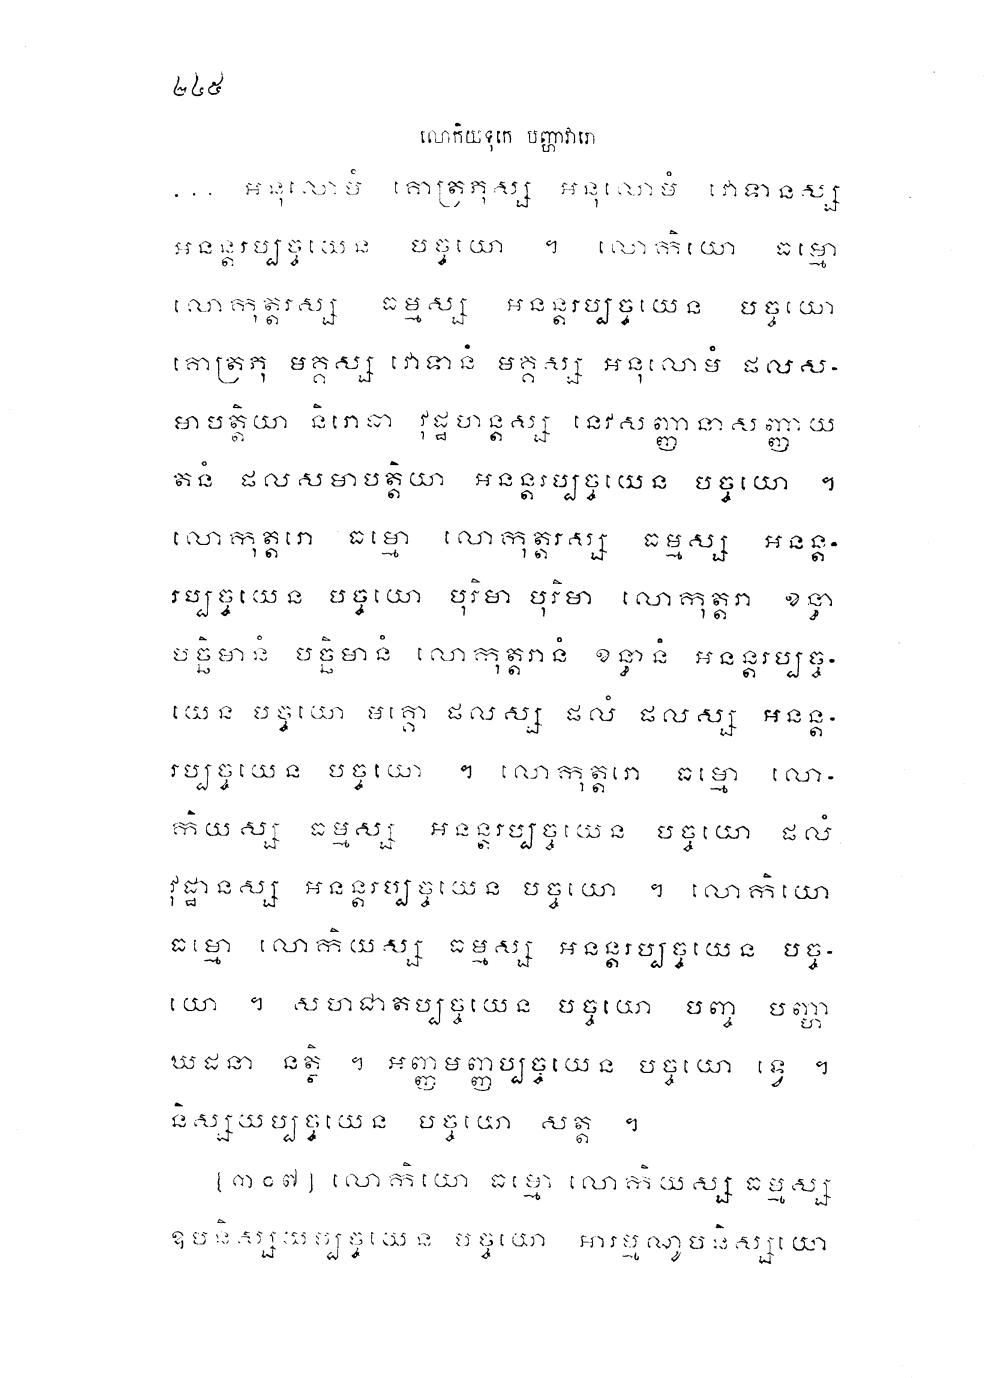 ២៤៥
លោកិយទុកេ បញ្ហាវារោ
... អនុលោមំ គោត្រភុស្ស អនុលោមំ វោទានស្ស
អនន្តរប្បច្ចយេន បច្ចយោ ។ លោកិយោ ធម្មោ
លោកុត្តរស្ស ធម្មស្ស អនន្តរប្បច្ចយេន បច្ចយោ
គោត្រភុ មគ្គស្ស វោទានំ មគ្គស្ស អនុលោមំ ផលស-
មាបត្តិយា និរោធា វុដ្ឋហន្តស្ស នេវសញ្ញានាសញ្ញាយ
តនំ ផលសមាបត្តិយា អនន្តរប្បច្ចយេន បច្ចយោ ។
លោកុត្តរោ ធម្មោ លោកុត្តរស្ស ធម្មស្ស អនន្ត-
រប្បច្ចយេន បច្ចយោ បុរិមា បុរិមា លោកុត្តរា ខន្ធា
បច្ឆិមានំ បច្ឆិមានំ លោកុត្តរានំ ខន្ធានំ អនន្តរប្បច្ច-
យេន បច្ចយោ មគ្គោ ផលស្ស ផលំ ផលស្ស អនន្ត-
រប្បច្ចយេន បច្ចយោ ។ លោកុត្តរោ ធម្មោ លោ-
កិយស្ស ធម្មស្ស អនន្តរប្បច្ចយេន បច្ចយោ ផលំ
វុដ្ឋានស្ស អនន្តរប្បច្ចយេន បច្ចយោ ។ លោកិយោ
ធម្មោ លោកិយស្ស ធម្មស្ស អនន្តរប្បច្ចយេន បច្ច-
យោ ។ សហជាតប្បច្ចយេន បច្ចយោ បញ្ច បញ្ហា
ឃដនា នត្ថិ ។ អញ្ញមញ្ញប្បច្ចយេន បច្ចយោ ទ្វេ ។
និស្សយប្បច្ចយេន បច្ចយោ សត្ត ។
[៣០៧] លោកិយោ ធម្មោ លោកិយស្ស ធម្មស្ស
ឧបនិស្សយប្បច្ចយេន បច្ចយោ អារម្មណូបនិស្សយោ